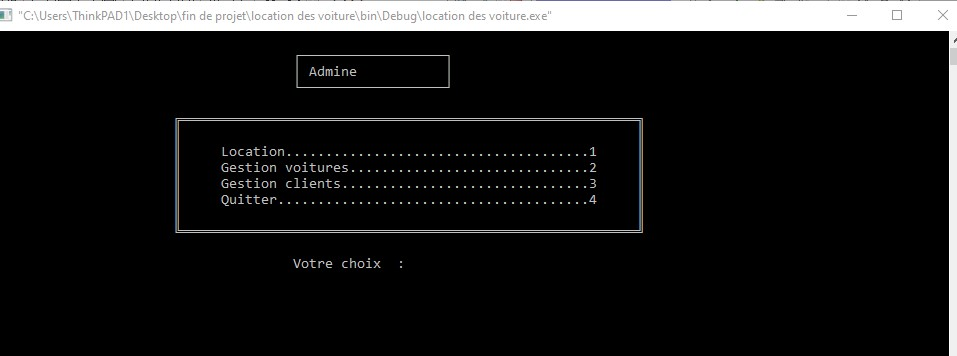 "C:\Users\ThinkPAD1\Desktop\fin de projet\location des voiture\bin\Debug\location des voiture.exe"
Admine
Location......................................1
Gestion voitures..............................2
Gestion clients...............................3
Quitter.......................................4
Votre choix  :